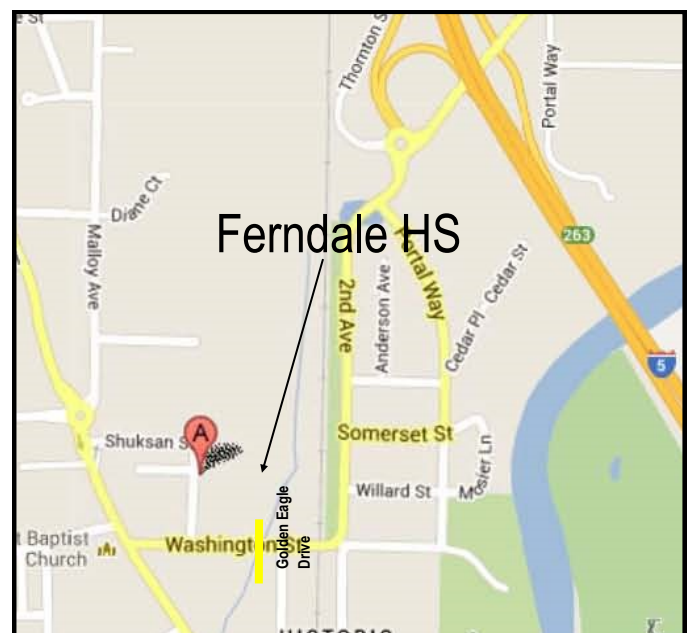 Thornton S
Portal Way
Diane Ct
Malloy Ave
Ferndale HS
263
Portal Way
2nd Ave
Anderson Ave
Cedar Pl
Cedar St
5
A
Shuksan S
Somerset St
Willard St
Mosier Ln
Golden Eagle
Drive
t Baptist
Church
Washington St
HISTORIC